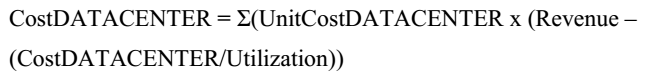 CostDATACENTER = Σ(UnitCostDATACENTER x (Revenue –
(CostDATACENTER/Utilization))